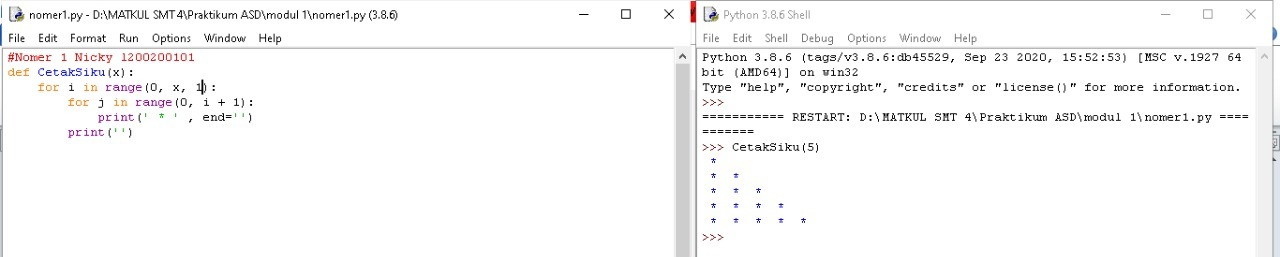 nomer1.py - D:\MATKUL SMT 4\Praktikum ASD\modul 1\nomer1.py (3.8.6)
File Edit Format Run Options Window Help
#Nomer 1 Nicky l200200101
def CetakSiku(x):
    for i in range(0, x, 1):
        for j in range(0, i + 1):
            print(' * ' , end='')
        print('')
Python 3.8.6 Shell
File Edit Shell Debug Options Window Help
Python 3.8.6 (tags/v3.8.6:db45529, Sep 23 2020, 15:52:53) [MSC v.1927 64
bit (AMD64)] on win32
Type "help", "copyright", "credits" or "license()" for more information.
>>>
=========== RESTART: D:\MATKUL SMT 4\Praktikum ASD\modul 1\nomer1.py ====
=======
>>> CetakSiku(5)
 *
 *  *
 *  *  *
 *  *  *  *
 *  *  *  *  *
>>>